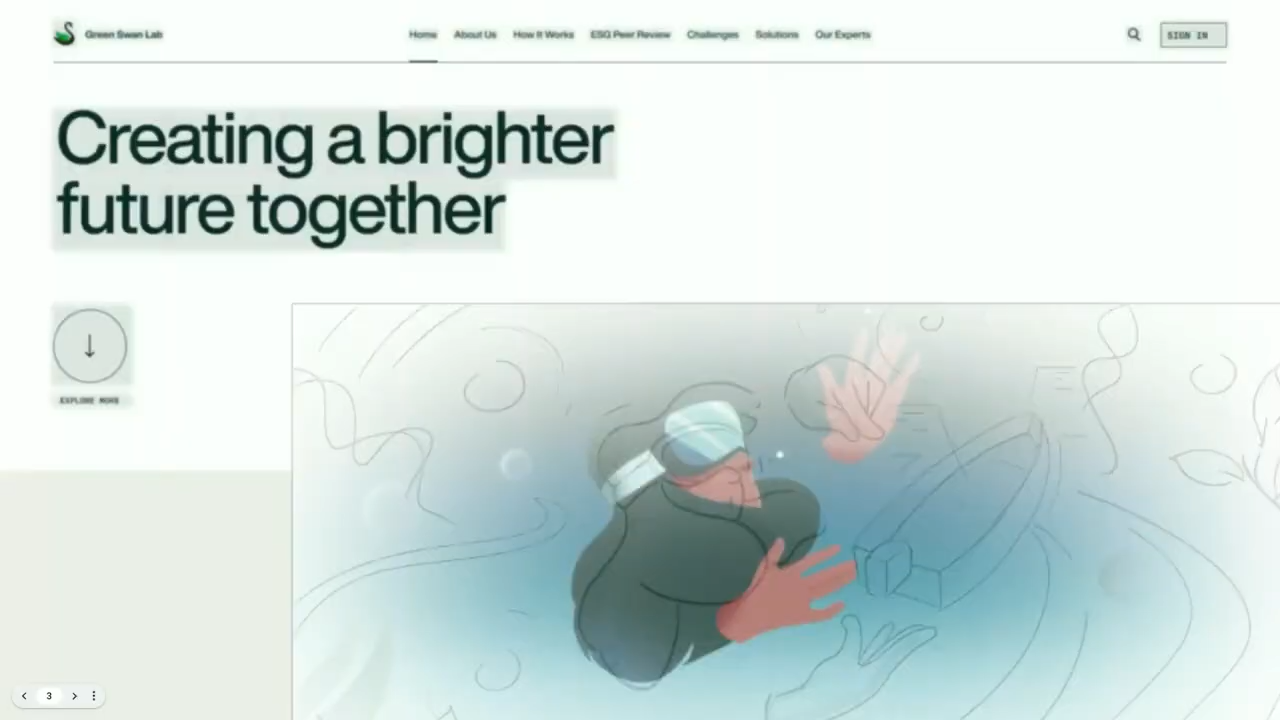 Green Swan Lab
Home About Us How It Works ESG Peer Review Challenges Solutions Our Experts
SIGN IN
Creating a brighter
future together
EXPLORE MORE
3